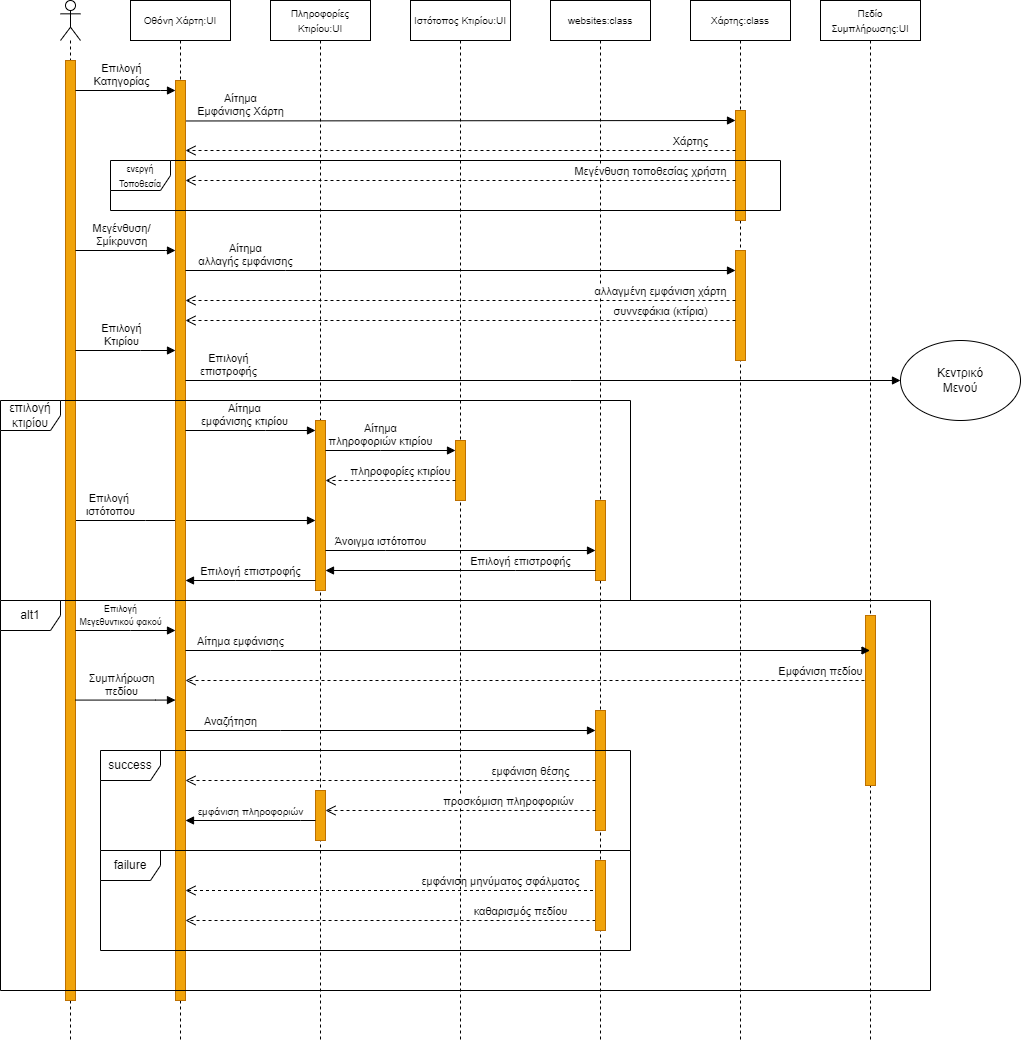 Οθόνη Χάρτη:UI
Πληροφορίες
Κτιρίου:UI
Ιστότοπος Κτιρίου:UI
websites:class
Χάρτης:class
Πεδίο
Συμπλήρωσης:UI
Επιλογή
Κατηγορίας
Αίτημα
Εμφάνισης Χάρτη
Χάρτης
ενεργή
Τοποθεσία
Μεγένθυση τοποθεσίας χρήστη
Μεγένθυση/
Σμίκρυνση
Αίτημα
αλλαγής εμφάνισης
αλλαγμένη εμφάνιση χάρτη
συννεφάκια (κτίρια)
Επιλογή
Κτιρίου
Επιλογή
επιστροφής
Κεντρικό
Μενού
επιλογή
κτιρίου
Αίτημα
εμφάνισης κτιρίου
Αίτημα
πληροφοριών κτιρίου
πληροφορίες κτιρίου
Επιλογή
ιστότοπου
Άνοιγμα ιστότοπου
Επιλογή επιστροφής
Επιλογή επιστροφής
alt1
Επιλογή
Μεγεθυντικού φακού
Αίτημα εμφάνισης
Εμφάνιση πεδίου
Συμπλήρωση
πεδίου
Αναζήτηση
success
εμφάνιση θέσης
προσκόμιση πληροφοριών
εμφάνιση πληροφοριών
failure
εμφάνιση μηνύματος σφάλματος
καθαρισμός πεδίου